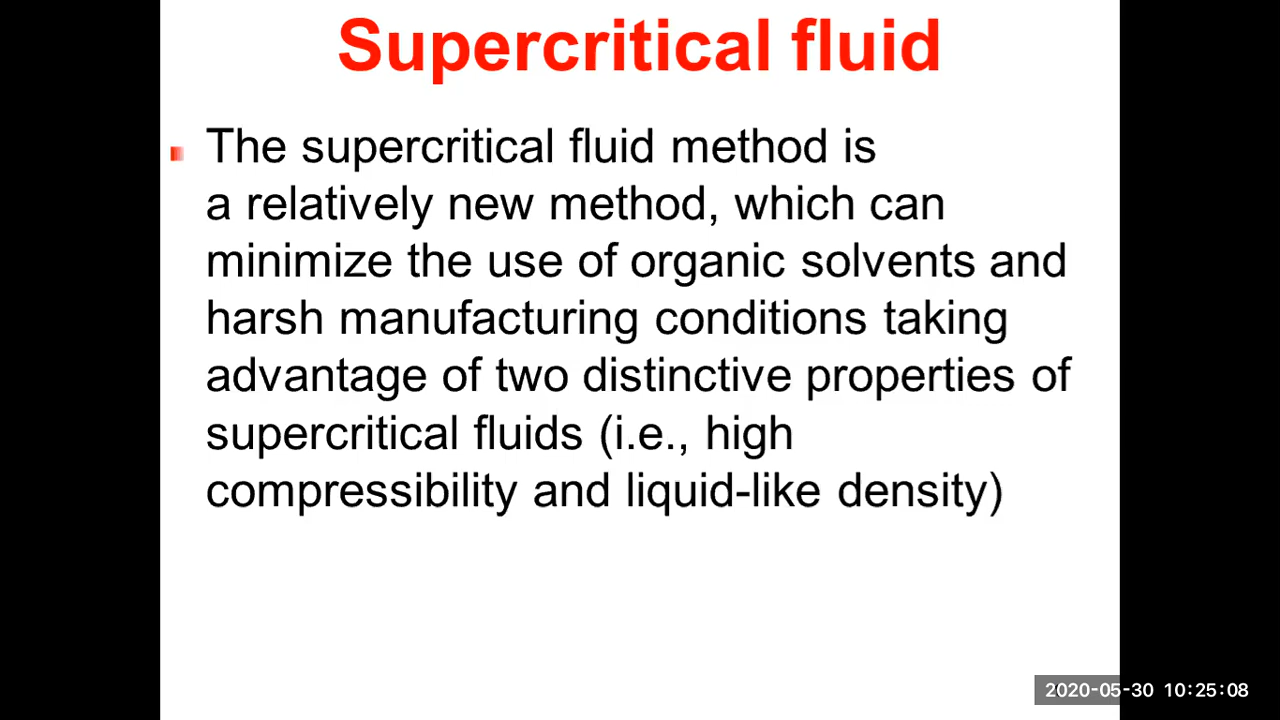 Supercritical fluid
The supercritical fluid method is
a relatively new method, which can
minimize the use of organic solvents and
harsh manufacturing conditions taking
advantage of two distinctive properties of
supercritical fluids (i.e., high
compressibility and liquid-like density)
2020-05-30 10:25:08